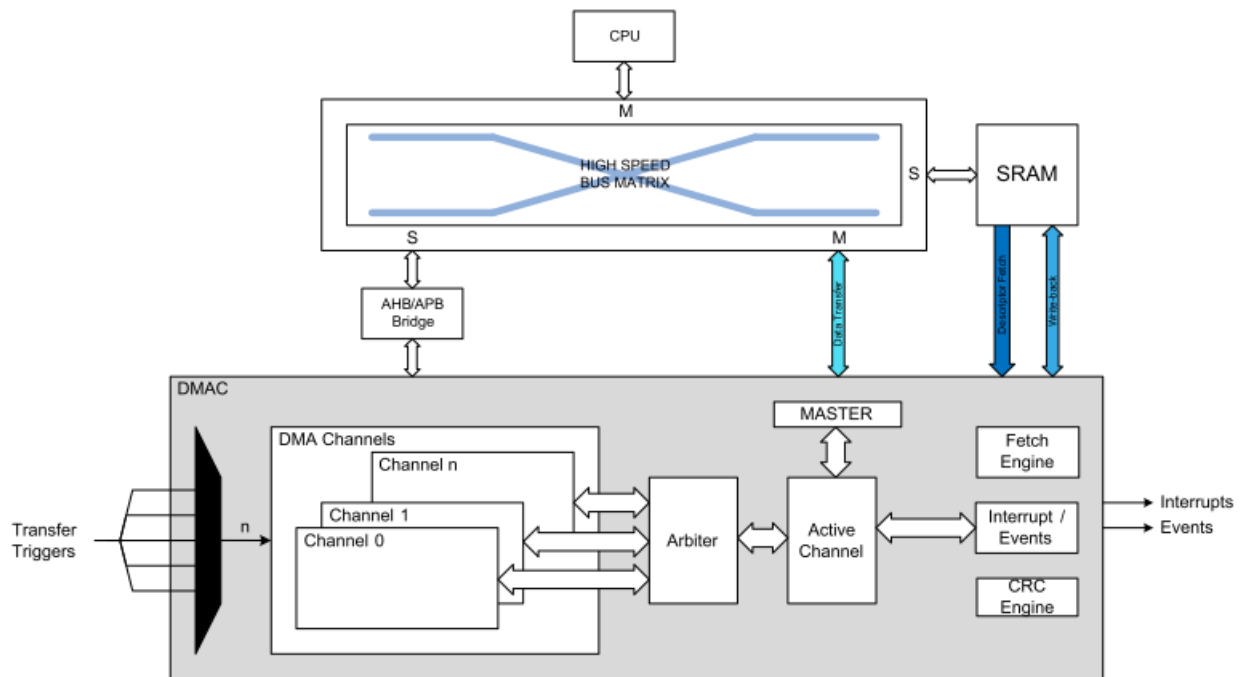 CPU
M
HIGH SPEED
BUS MATRIX
S
SRAM
S
M
AHB/APB
Bridge
Data Transfer
Descriptor Fetch
Write-back
DMAC
MASTER
DMA Channels
Channel n
Fetch
Engine
Transfer
Triggers
n
Channel 1
Channel 0
Arbiter
Active
Channel
Interrupt /
Events
Interrupts
Events
CRC
Engine